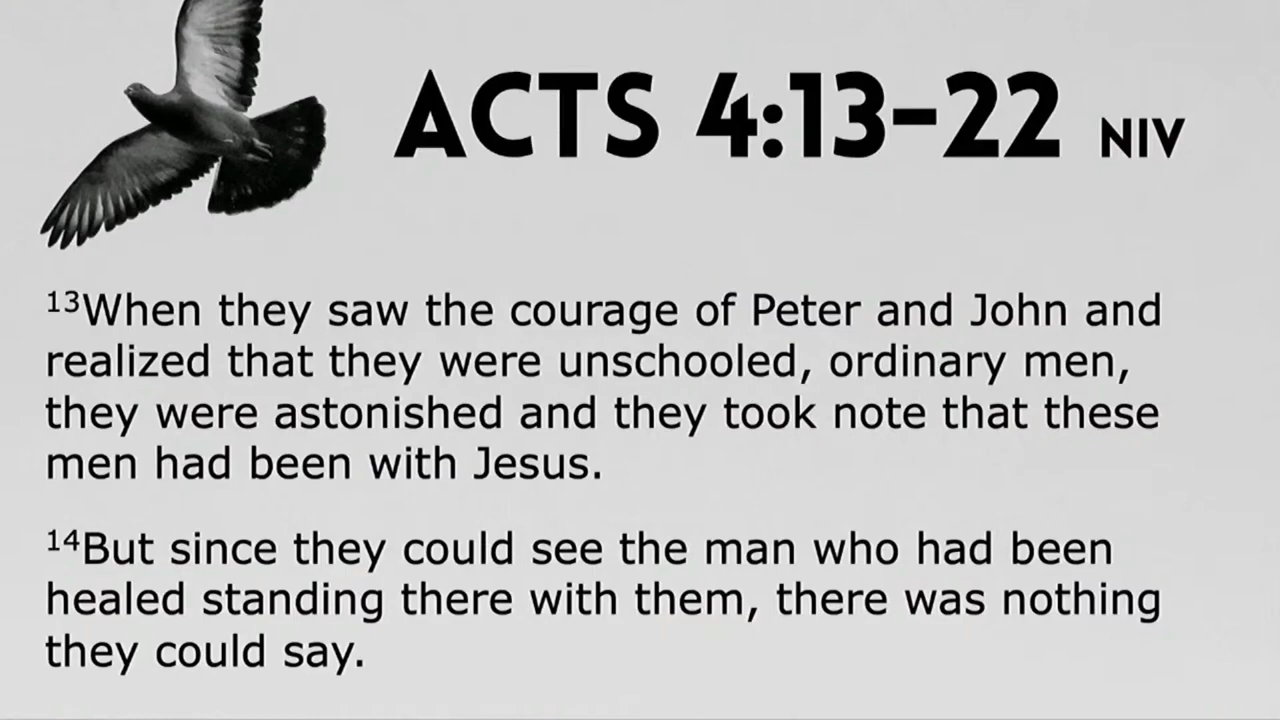 ACTS 4:13-22 NIV
¹³When they saw the courage of Peter and John and
realized that they were unschooled, ordinary men,
they were astonished and they took note that these
men had been with Jesus.
¹⁴But since they could see the man who had been
healed standing there with them, there was nothing
they could say.